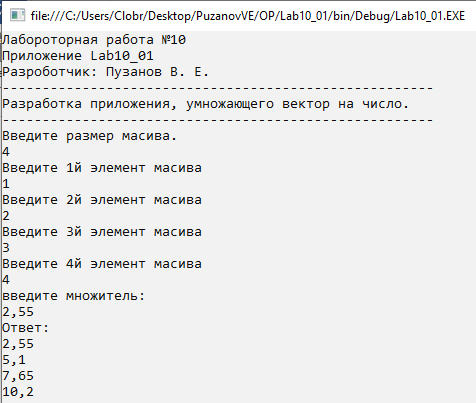 file:///C:/Users/Clobr/Desktop/PuzanovVE/OP/Lab10_01/bin/Debug/Lab10_01.EXE
Лабороторная работа №10
Приложение Lab10_01
Разроботчик: Пузанов В. Е.
------------------------------------------------
Разработка приложения, умножающего вектор на число.
------------------------------------------------
Введите размер масива.
4
Введите 1й элемент масива
1
Введите 2й элемент масива
2
Введите 3й элемент масива
3
Введите 4й элемент масива
4
введите множитель:
2,55
Ответ:
2,55
5,1
7,65
10,2